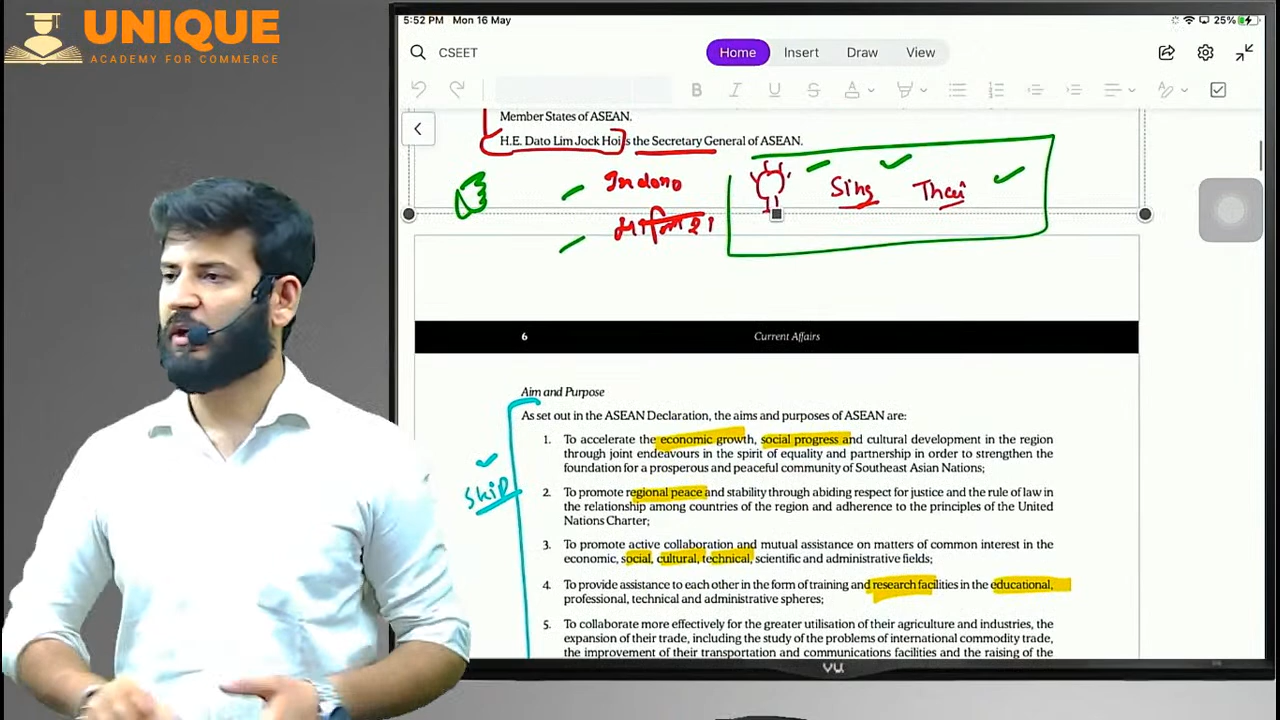 UNIQUE
ACADEMY FOR COMMERCE
5:52 PM Mon 16 May
25%
CSEET
Home Insert Draw View
B I U S A
Member States of ASEAN.
H.E. Dato Lim Jock Hoi is the Secretary General of ASEAN.
Indono
Sing Thai
6 Current Affairs
Aim and Purpose
As set out in the ASEAN Declaration, the aims and purposes of ASEAN are:
1. To accelerate the economic growth, social progress and cultural development in the region
through joint endeavours in the spirit of equality and partnership in order to strengthen the
foundation for a prosperous and peaceful community of Southeast Asian Nations;
Skip
2. To promote regional peace and stability through abiding respect for justice and the rule of law in
the relationship among countries of the region and adherence to the principles of the United
Nations Charter;
3. To promote active collaboration and mutual assistance on matters of common interest in the
economic, social, cultural, technical, scientific and administrative fields;
4. To provide assistance to each other in the form of training and research facilities in the educational,
professional, technical and administrative spheres;
5. To collaborate more effectively for the greater utilisation of their agriculture and industries, the
expansion of their trade, including the study of the problems of international commodity trade,
the improvement of their transportation and communications facilities and the raising of the
VU